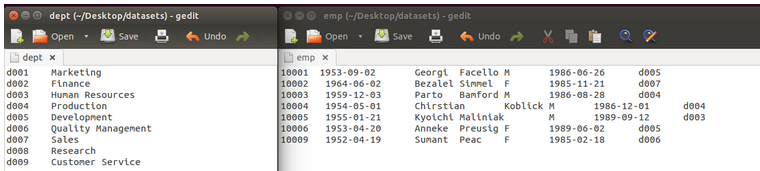 dept (~/Desktop/datasets) - gedit
Open Save Undo
dept
d001 Marketing
d002 Finance
d003 Human Resources
d004 Production
d005 Development
d006 Quality Management
d007 Sales
d008 Research
d009 Customer Service
emp (~/Desktop/datasets) - gedit
Open Save Undo
emp
10001 1953-09-02 Georgi Facello M 1986-06-26 d005
10002 1964-06-02 Bezalel Simmel F 1985-11-21 d007
10003 1959-12-03 Parto Bamford M 1986-08-28 d004
10004 1954-05-01 Chirstian Koblick M 1986-12-01 d004
10005 1955-01-21 Kyoichi Maliniak M 1989-09-12 d003
10006 1953-04-20 Anneke Preusig F 1989-06-02 d005
10009 1952-04-19 Sumant Peac F 1985-02-18 d006